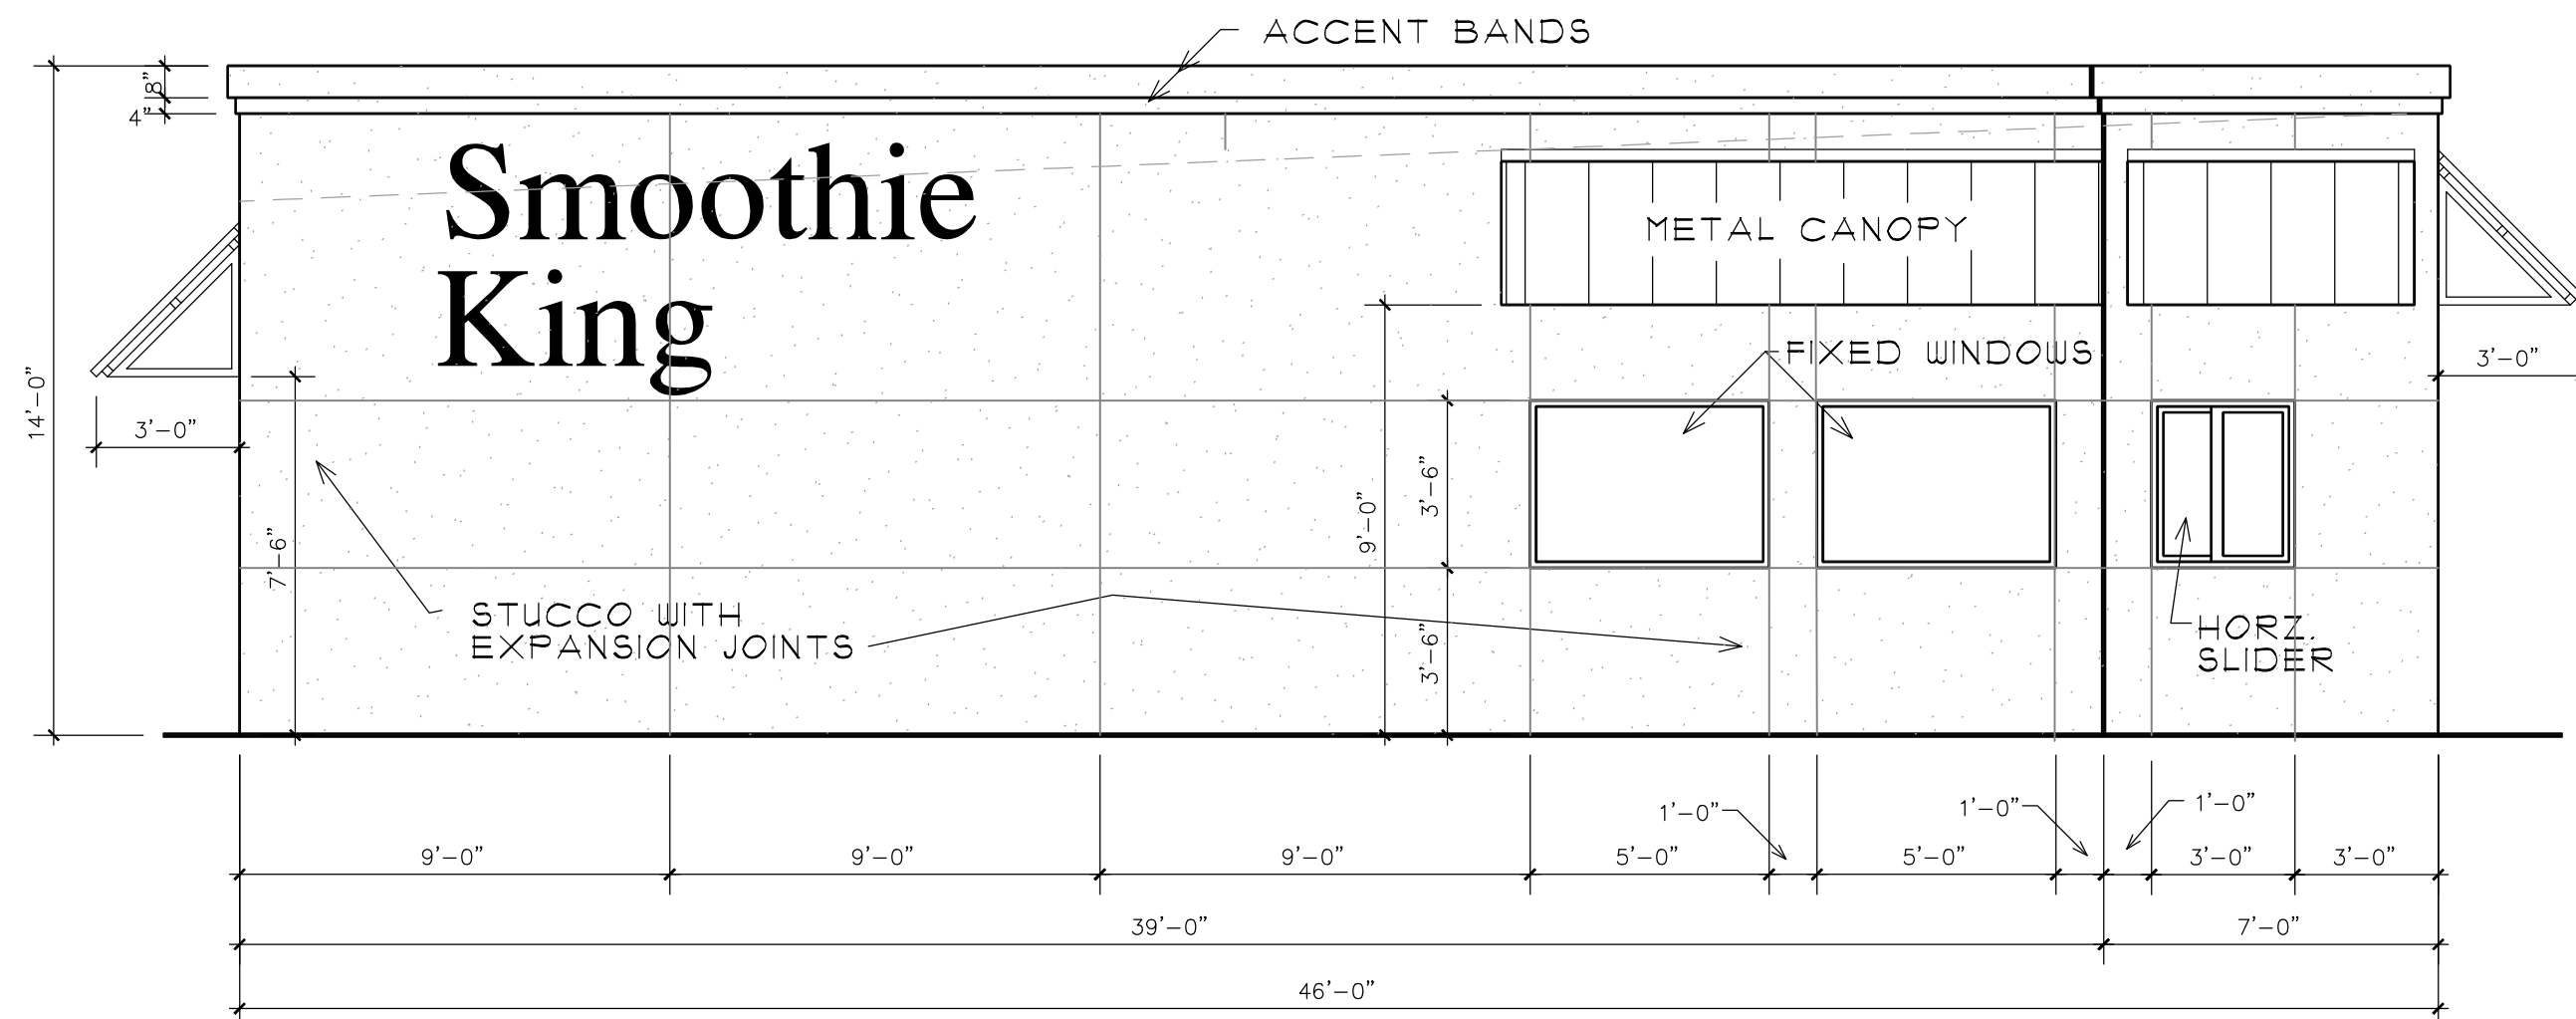 ACCENT BANDS
8"
4"
Smoothie
King
METAL CANOPY
FIXED WINDOWS
14'-0"
3'-0"
3'-0"
7'-6"
9'-0"
3'-6"
3'-6"
STUCCO WITH
EXPANSION JOINTS
HORZ.
SLIDER
1'-0"
1'-0"
1'-0"
9'-0"
9'-0"
9'-0"
5'-0"
5'-0"
3'-0"
3'-0"
39'-0"
7'-0"
46'-0"